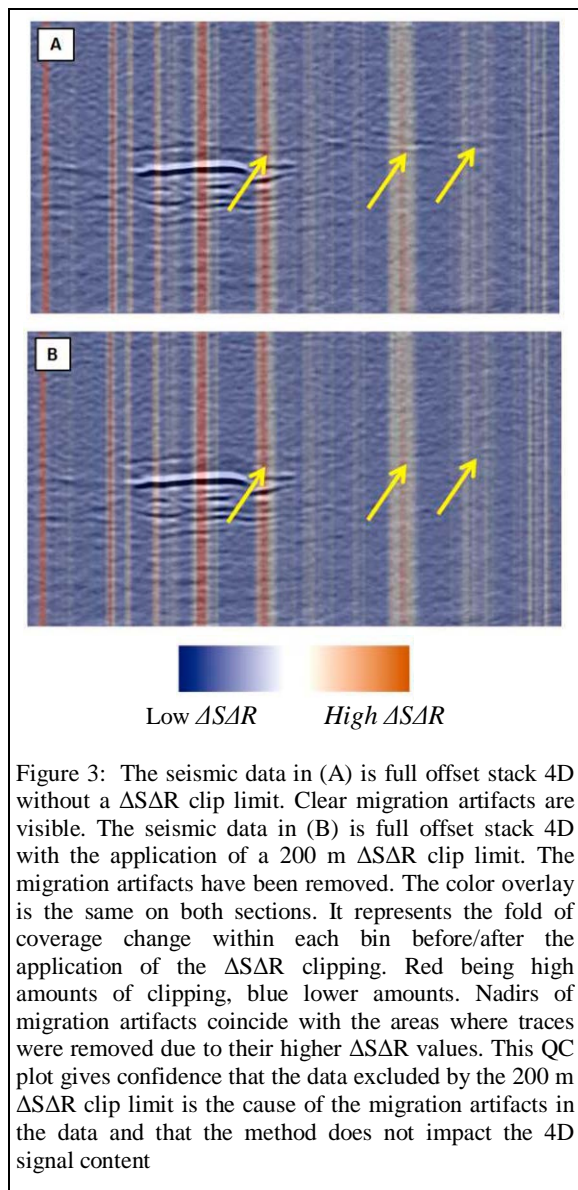 A
B
Low ΔSΔR High ΔSΔR
Figure 3: The seismic data in (A) is full offset stack 4D
without a ΔSΔR clip limit. Clear migration artifacts are
visible. The seismic data in (B) is full offset stack 4D
with the application of a 200 m ΔSΔR clip limit. The
migration artifacts have been removed. The color overlay
is the same on both sections. It represents the fold of
coverage change within each bin before/after the
application of the ΔSΔR clipping. Red being high
amounts of clipping, blue lower amounts. Nadirs of
migration artifacts coincide with the areas where traces
were removed due to their higher ΔSΔR values. This QC
plot gives confidence that the data excluded by the 200 m
ΔSΔR clip limit is the cause of the migration artifacts in
the data and that the method does not impact the 4D
signal content